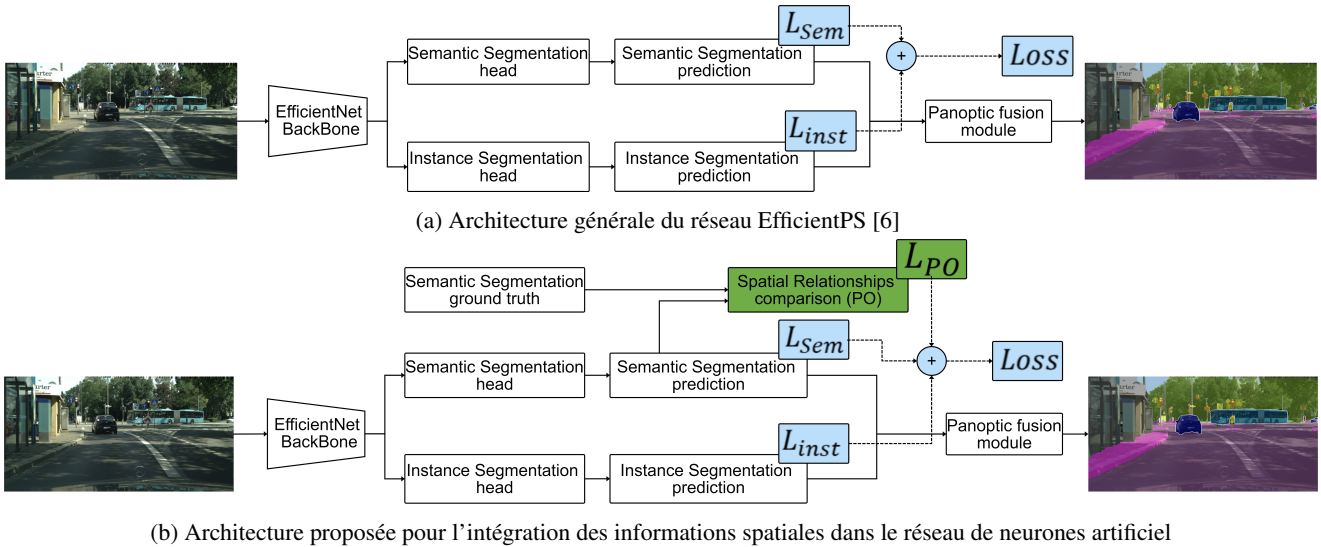 L_Sem
Semantic Segmentation
head
Semantic Segmentation
prediction
+
Loss
EfficientNet
BackBone
L_inst
Panoptic fusion
module
Instance Segmentation
head
Instance Segmentation
prediction
(a) Architecture générale du réseau EfficientPS [6]
L_PO
Semantic Segmentation
ground truth
Spatial Relationships
comparison (PO)
L_Sem
Semantic Segmentation
head
Semantic Segmentation
prediction
+
Loss
EfficientNet
BackBone
L_inst
Panoptic fusion
module
Instance Segmentation
head
Instance Segmentation
prediction
(b) Architecture proposée pour l'intégration des informations spatiales dans le réseau de neurones artificiel